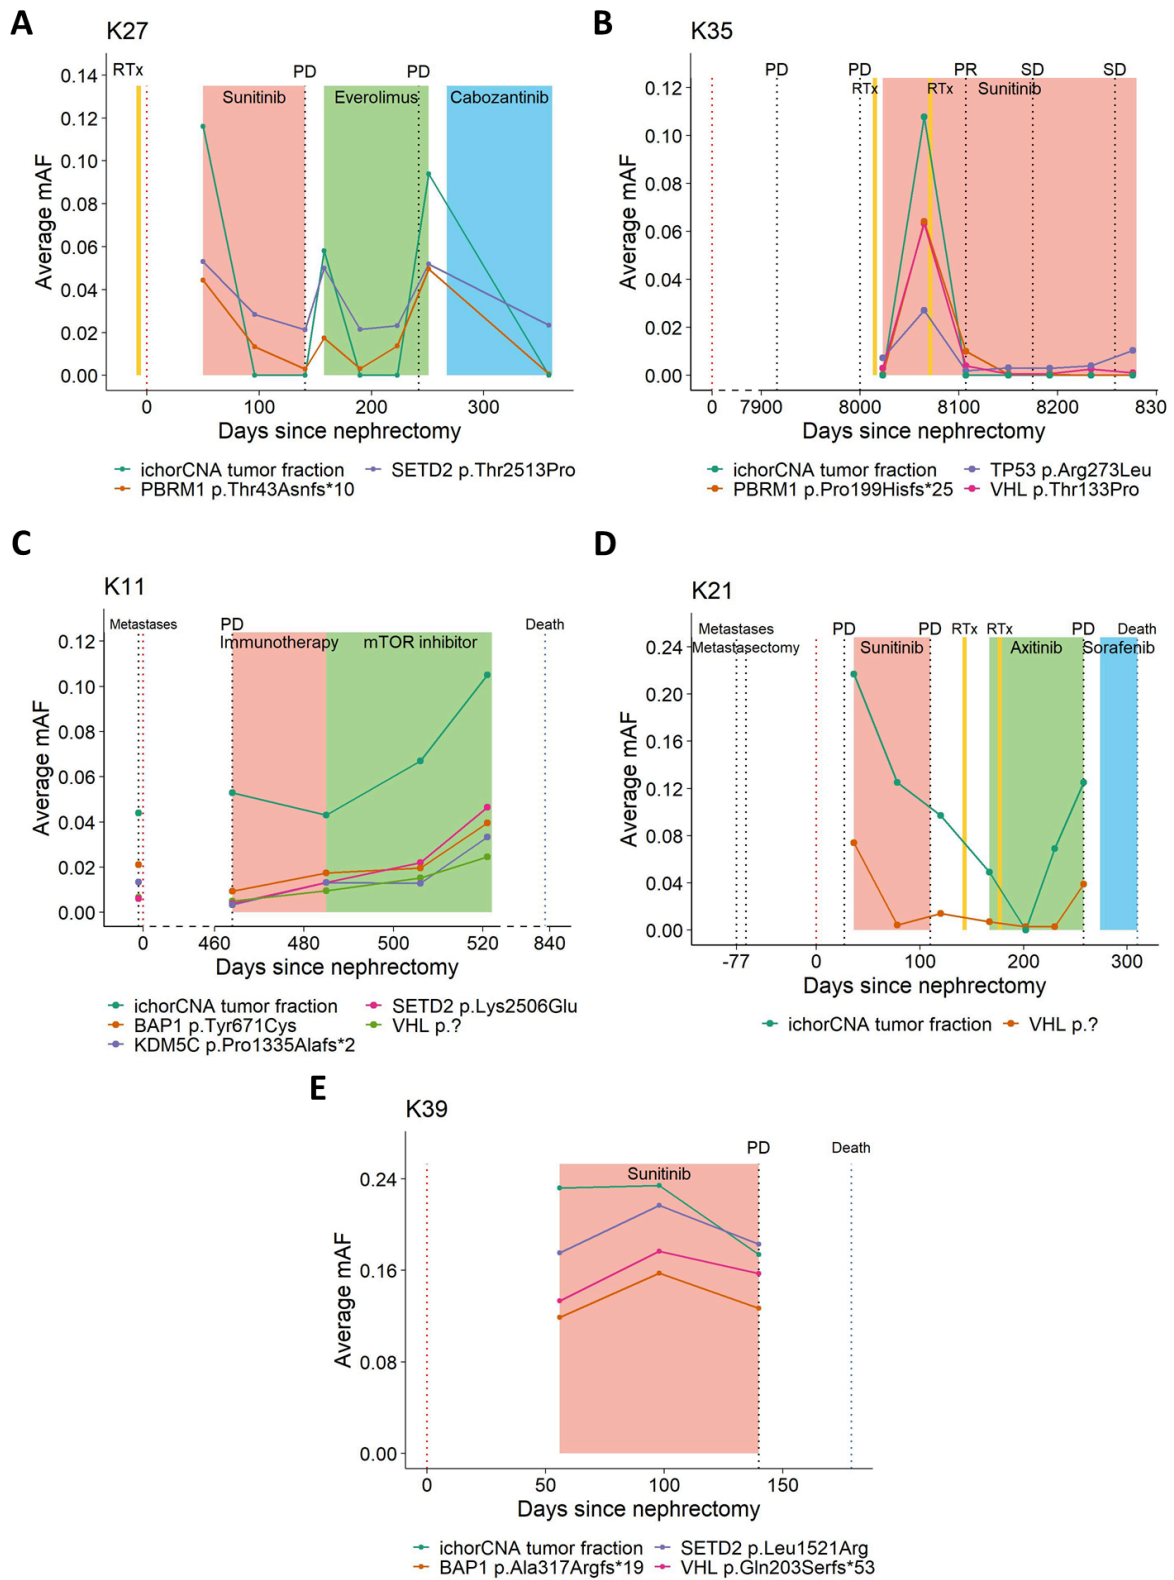 A
K27
RTx
PD
PD
Sunitinib
Everolimus
Cabozantinib
0.14
0.12
0.10
0.08
0.06
0.04
0.02
0.00
Average mAF
0
100
200
300
Days since nephrectomy
ichorCNA tumor fraction
SETD2 p.Thr2513Pro
PBRM1 p.Thr43Asnfs*10
B
K35
PD
PD
PR
SD
SD
RTx
RTx
Sunitinib
0.12
0.10
0.08
0.06
0.04
0.02
0.00
Average mAF
0
7900
8000
8100
8200
830
Days since nephrectomy
ichorCNA tumor fraction
TP53 p.Arg273Leu
PBRM1 p.Pro199Hisfs*25
VHL p.Thr133Pro
C
K11
Metastases
PD
Death
Immunotherapy
mTOR inhibitor
0.12
0.10
0.08
0.06
0.04
0.02
0.00
Average mAF
0
460
480
500
520
840
Days since nephrectomy
ichorCNA tumor fraction
SETD2 p.Lys2506Glu
BAP1 p.Tyr671Cys
VHL p.?
KDM5C p.Pro1335Alafs*2
D
K21
Metastases
PD
PD
RTx
RTx
PD
Death
Metastasectomy
Sunitinib
Axitinib
Sorafenib
0.24
0.20
0.16
0.12
0.08
0.04
0.00
Average mAF
-77
0
100
200
300
Days since nephrectomy
ichorCNA tumor fraction
VHL p.?
E
K39
PD
Death
Sunitinib
0.24
0.16
0.08
0.00
Average mAF
0
50
100
150
Days since nephrectomy
ichorCNA tumor fraction
SETD2 p.Leu1521Arg
BAP1 p.Ala317Argfs*19
VHL p.Gln203Serfs*53